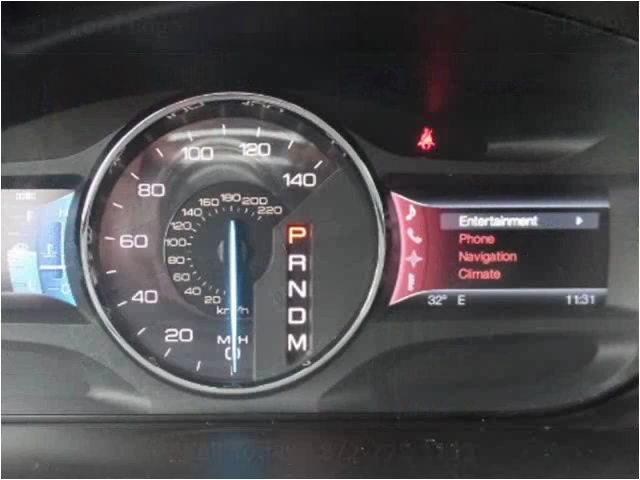 F H
C
140
120
100
80
60
40
20
0
MPH
220
200
180
160
140
120
100
80
60
40
20
km/h
P
R
N
D
M
Entertainment
Phone
Navigation
Climate
32° E 11:31